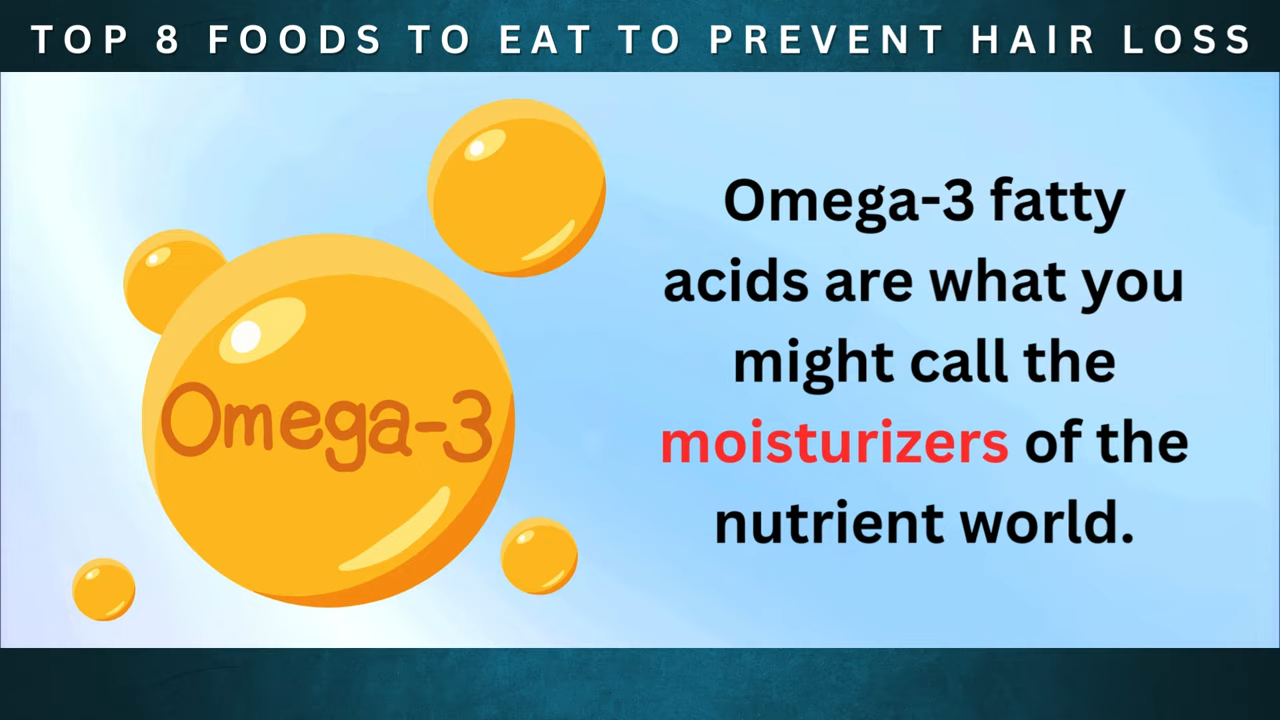 TOP 8 FOODS TO EAT TO PREVENT HAIR LOSS
Omega-3
Omega-3 fatty
acids are what you
might call the
moisturizers of the
nutrient world.